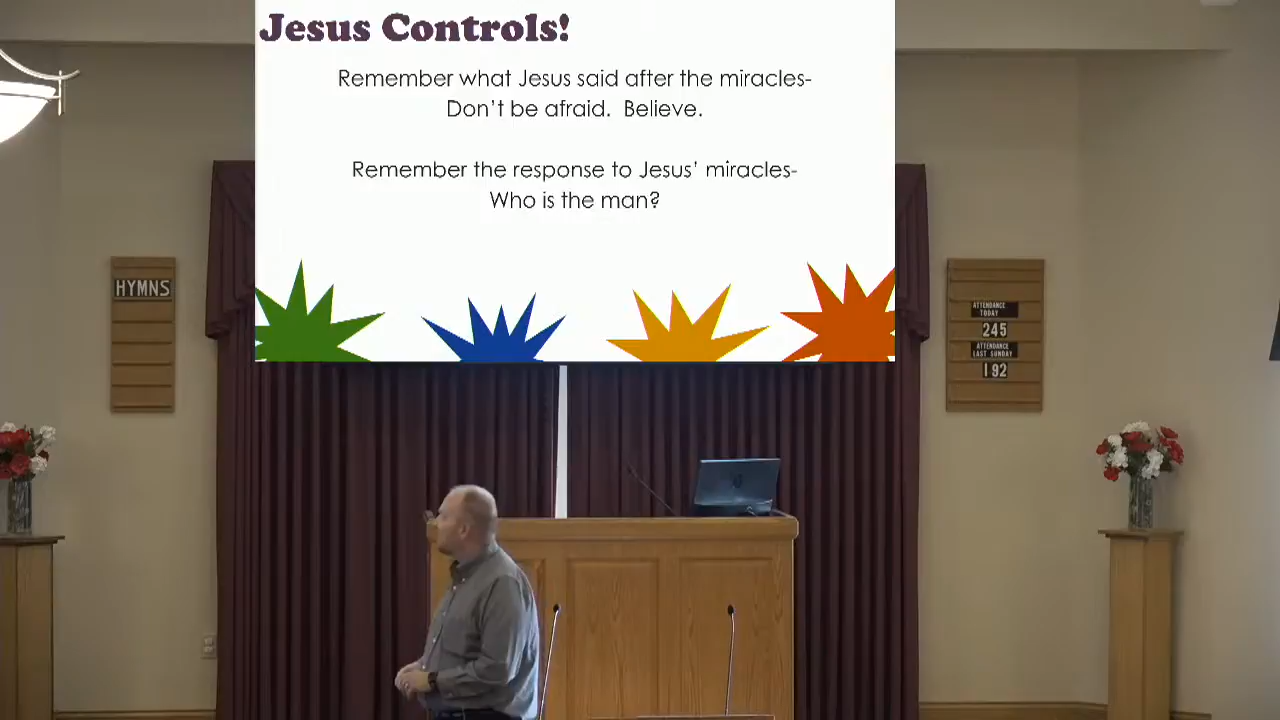 Jesus Controls!
Remember what Jesus said after the miracles-
Don't be afraid.  Believe.
Remember the response to Jesus' miracles-
Who is the man?
HYMNS
ATTENDANCE
TODAY
245
ATTENDANCE
LAST SUNDAY
192